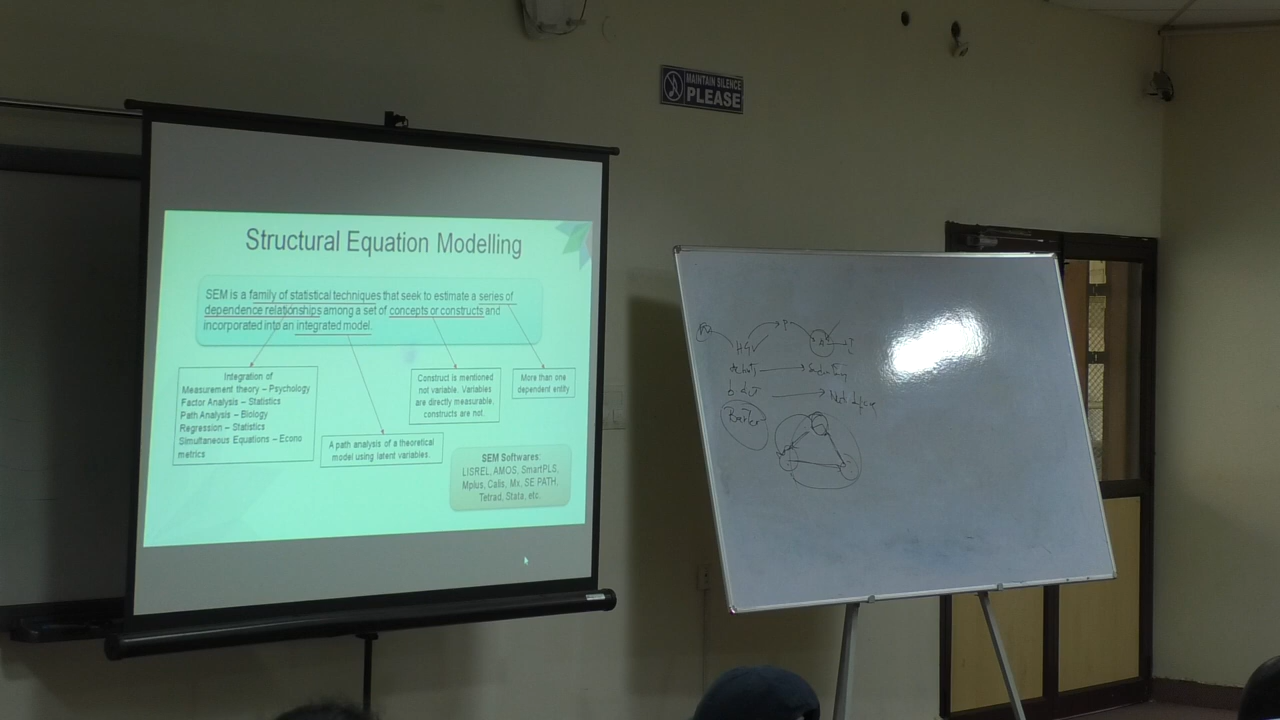 MAINTAIN SILENCE
PLEASE
Structural Equation Modelling
SEM is a family of statistical techniques that seek to estimate a series of
dependence relationships among a set of concepts or constructs and
incorporated into an integrated model.
Integration of
Measurement theory – Psychology
Factor Analysis – Statistics
Path Analysis – Biology
Regression – Statistics
Simultaneous Equations – Econo
metrics
A path analysis of a theoretical
model using latent variables.
Construct is mentioned
not variable. Variables
are directly measurable,
constructs are not.
More than one
dependent entity
SEM Softwares:
LISREL, AMOS, SmartPLS,
Mplus, Calis, Mx, SE PATH,
Tetrad, Stata, etc.
P
Barter